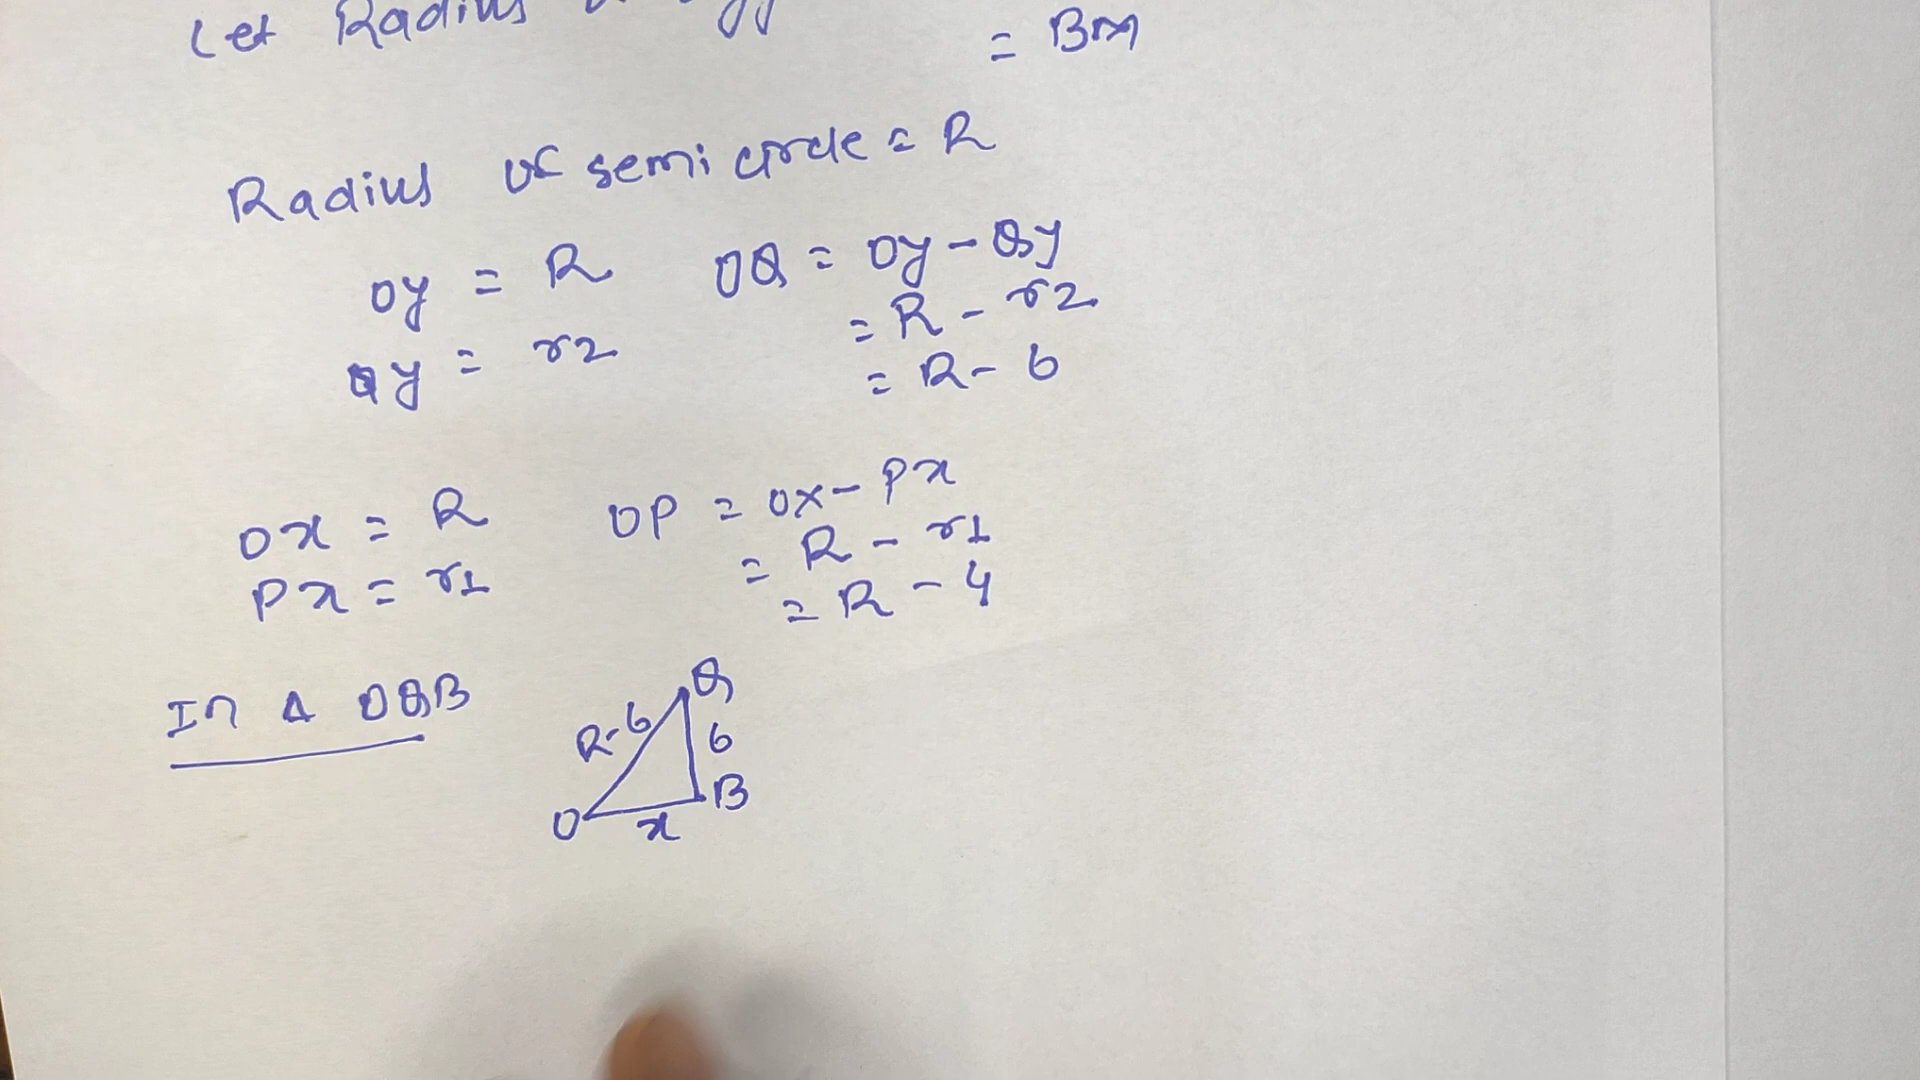 Let Radius
= BM
Radius of semi circle = R
OY = R OQ = OY - QY
QY = r2 = R - r2
= R - 6
OX = R OP = OX - PX
PX = r1 = R - r1
= R - 4
In Δ OQB
Q
R-6 6
O x B